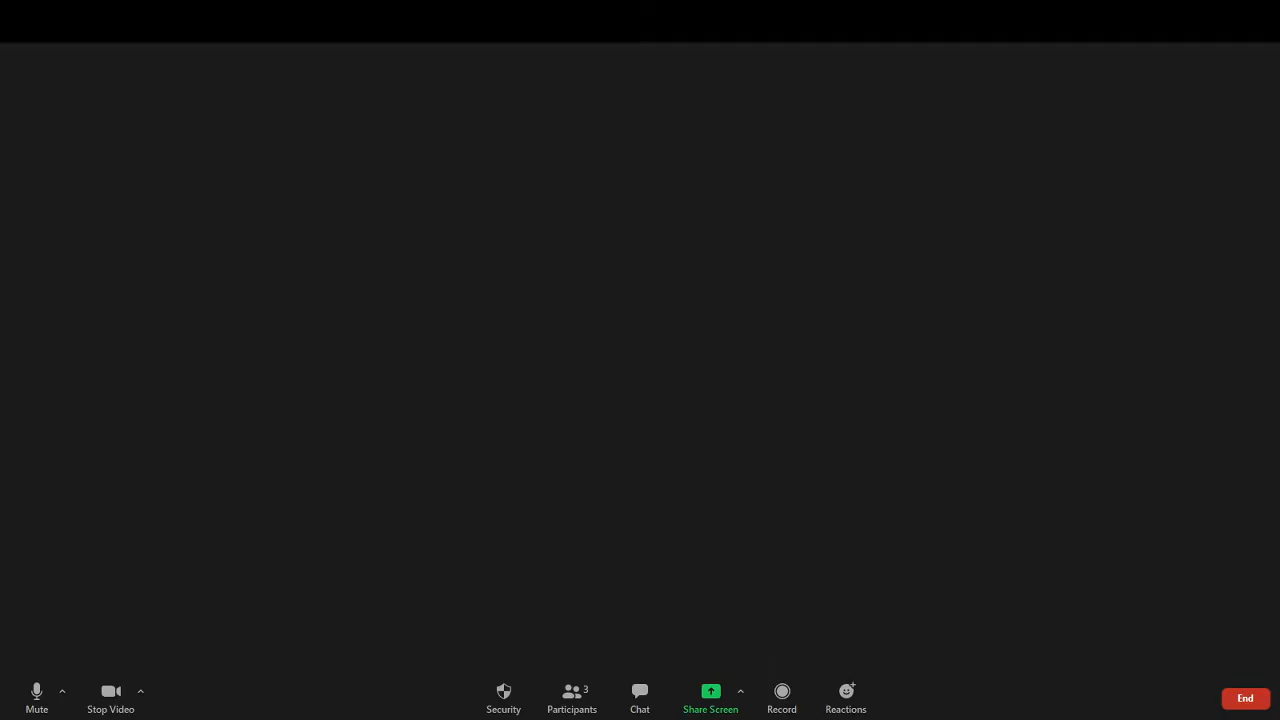 3
Mute
Stop Video
Security
Participants
Chat
Share Screen
Record
Reactions
End